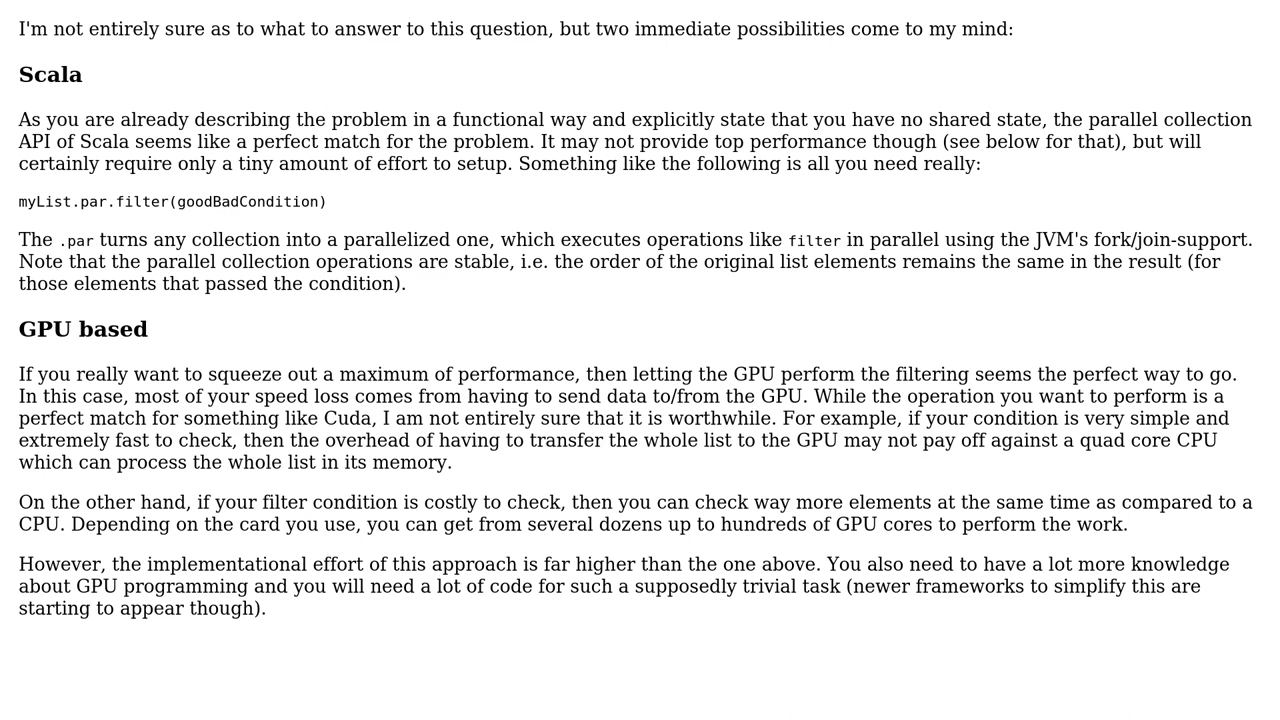 I'm not entirely sure as to what to answer to this question, but two immediate possibilities come to my mind:
Scala
As you are already describing the problem in a functional way and explicitly state that you have no shared state, the parallel collection
API of Scala seems like a perfect match for the problem. It may not provide top performance though (see below for that), but will
certainly require only a tiny amount of effort to setup. Something like the following is all you need really:
myList.par.filter(goodBadCondition)
The .par turns any collection into a parallelized one, which executes operations like filter in parallel using the JVM's fork/join-support.
Note that the parallel collection operations are stable, i.e. the order of the original list elements remains the same in the result (for
those elements that passed the condition).
GPU based
If you really want to squeeze out a maximum of performance, then letting the GPU perform the filtering seems the perfect way to go.
In this case, most of your speed loss comes from having to send data to/from the GPU. While the operation you want to perform is a
perfect match for something like Cuda, I am not entirely sure that it is worthwhile. For example, if your condition is very simple and
extremely fast to check, then the overhead of having to transfer the whole list to the GPU may not pay off against a quad core CPU
which can process the whole list in its memory.
On the other hand, if your filter condition is costly to check, then you can check way more elements at the same time as compared to a
CPU. Depending on the card you use, you can get from several dozens up to hundreds of GPU cores to perform the work.
However, the implementational effort of this approach is far higher than the one above. You also need to have a lot more knowledge
about GPU programming and you will need a lot of code for such a supposedly trivial task (newer frameworks to simplify this are
starting to appear though).